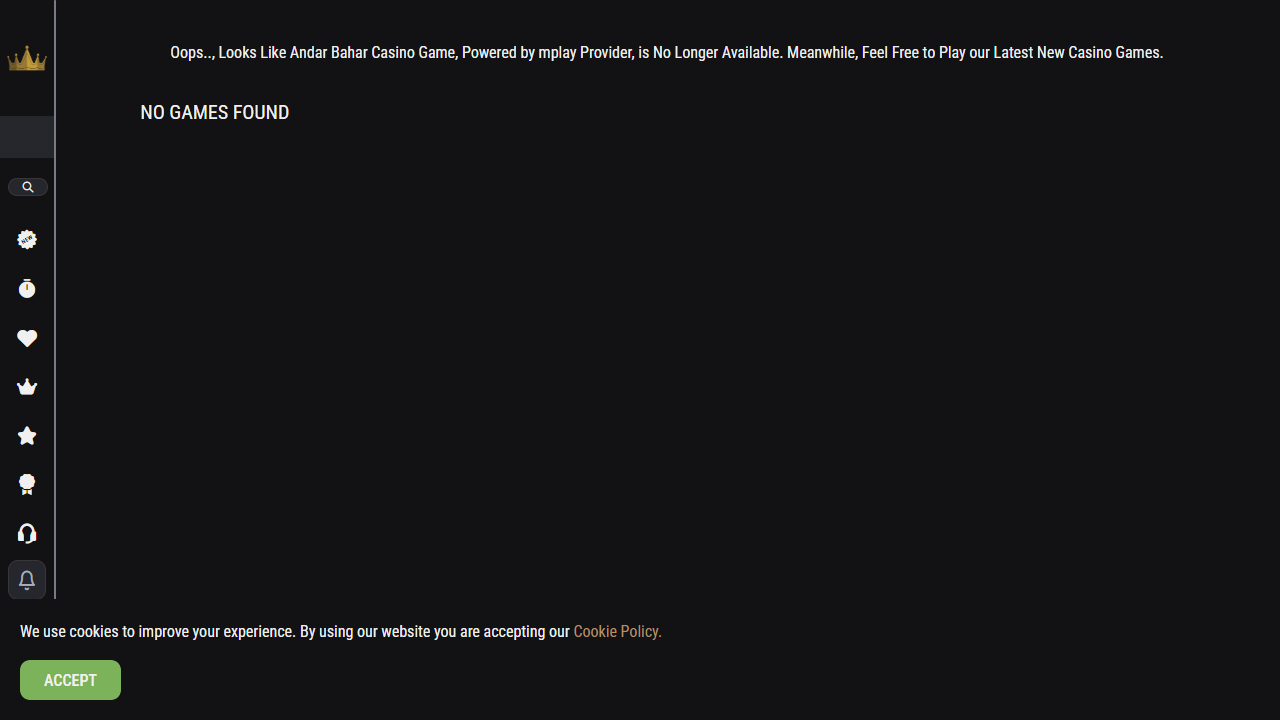 Oops.., Looks Like Andar Bahar Casino Game, Powered by mplay Provider, is No Longer Available. Meanwhile, Feel Free to Play our Latest New Casino Games.
NO GAMES FOUND
NEW
We use cookies to improve your experience. By using our website you are accepting our Cookie Policy.
ACCEPT